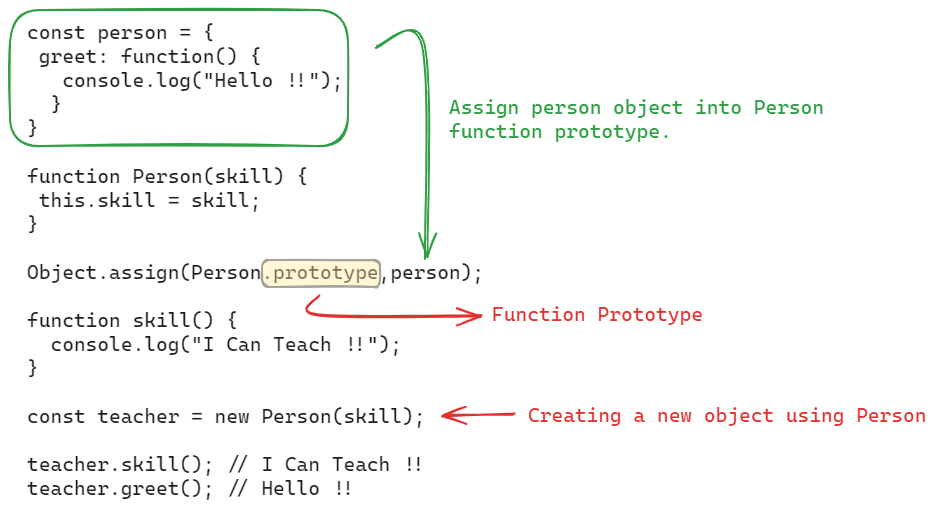 const person = {
greet: function() {
console.log("Hello !!");
}
}
Assign person object into Person
function prototype.
function Person(skill) {
this.skill = skill;
}
Object.assign(Person.prototype,person);
Function Prototype
function skill() {
console.log("I Can Teach !!");
}
const teacher = new Person(skill);
Creating a new object using Person
teacher.skill(); // I Can Teach !!
teacher.greet(); // Hello !!